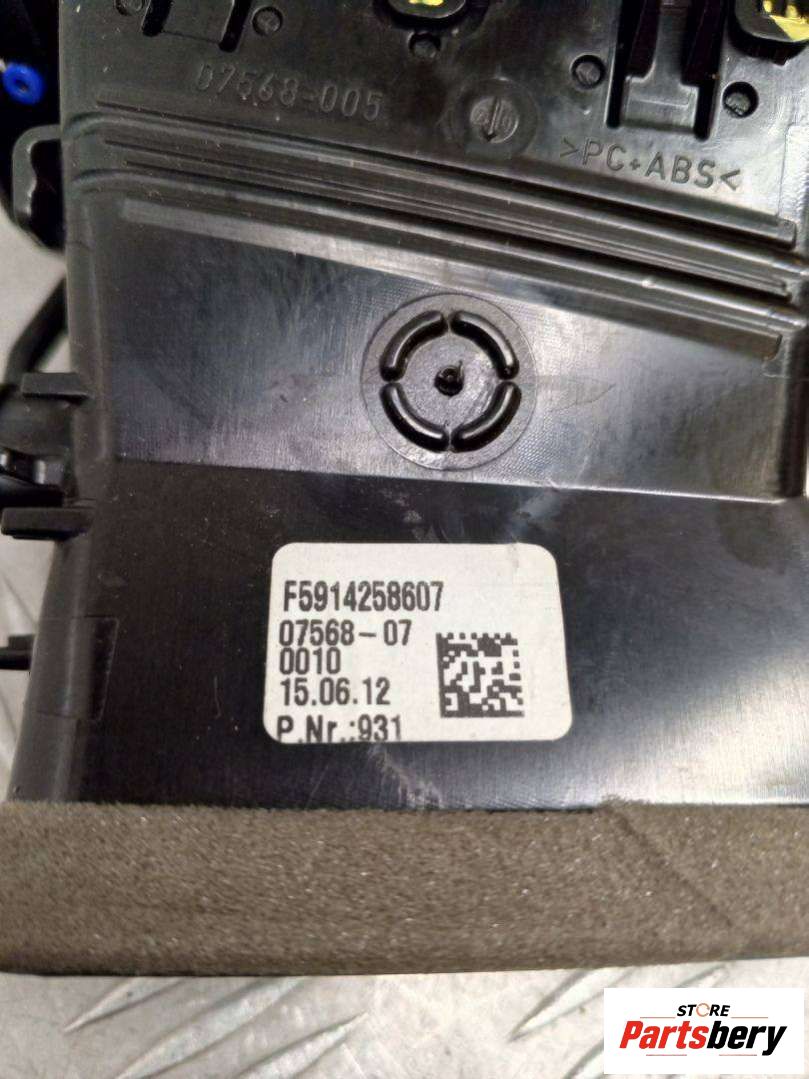 07568-005
>PC+ABS<
F5914258607
07568-07
0010
15.06.12
P.Nr.:931
STORE
Partsbery